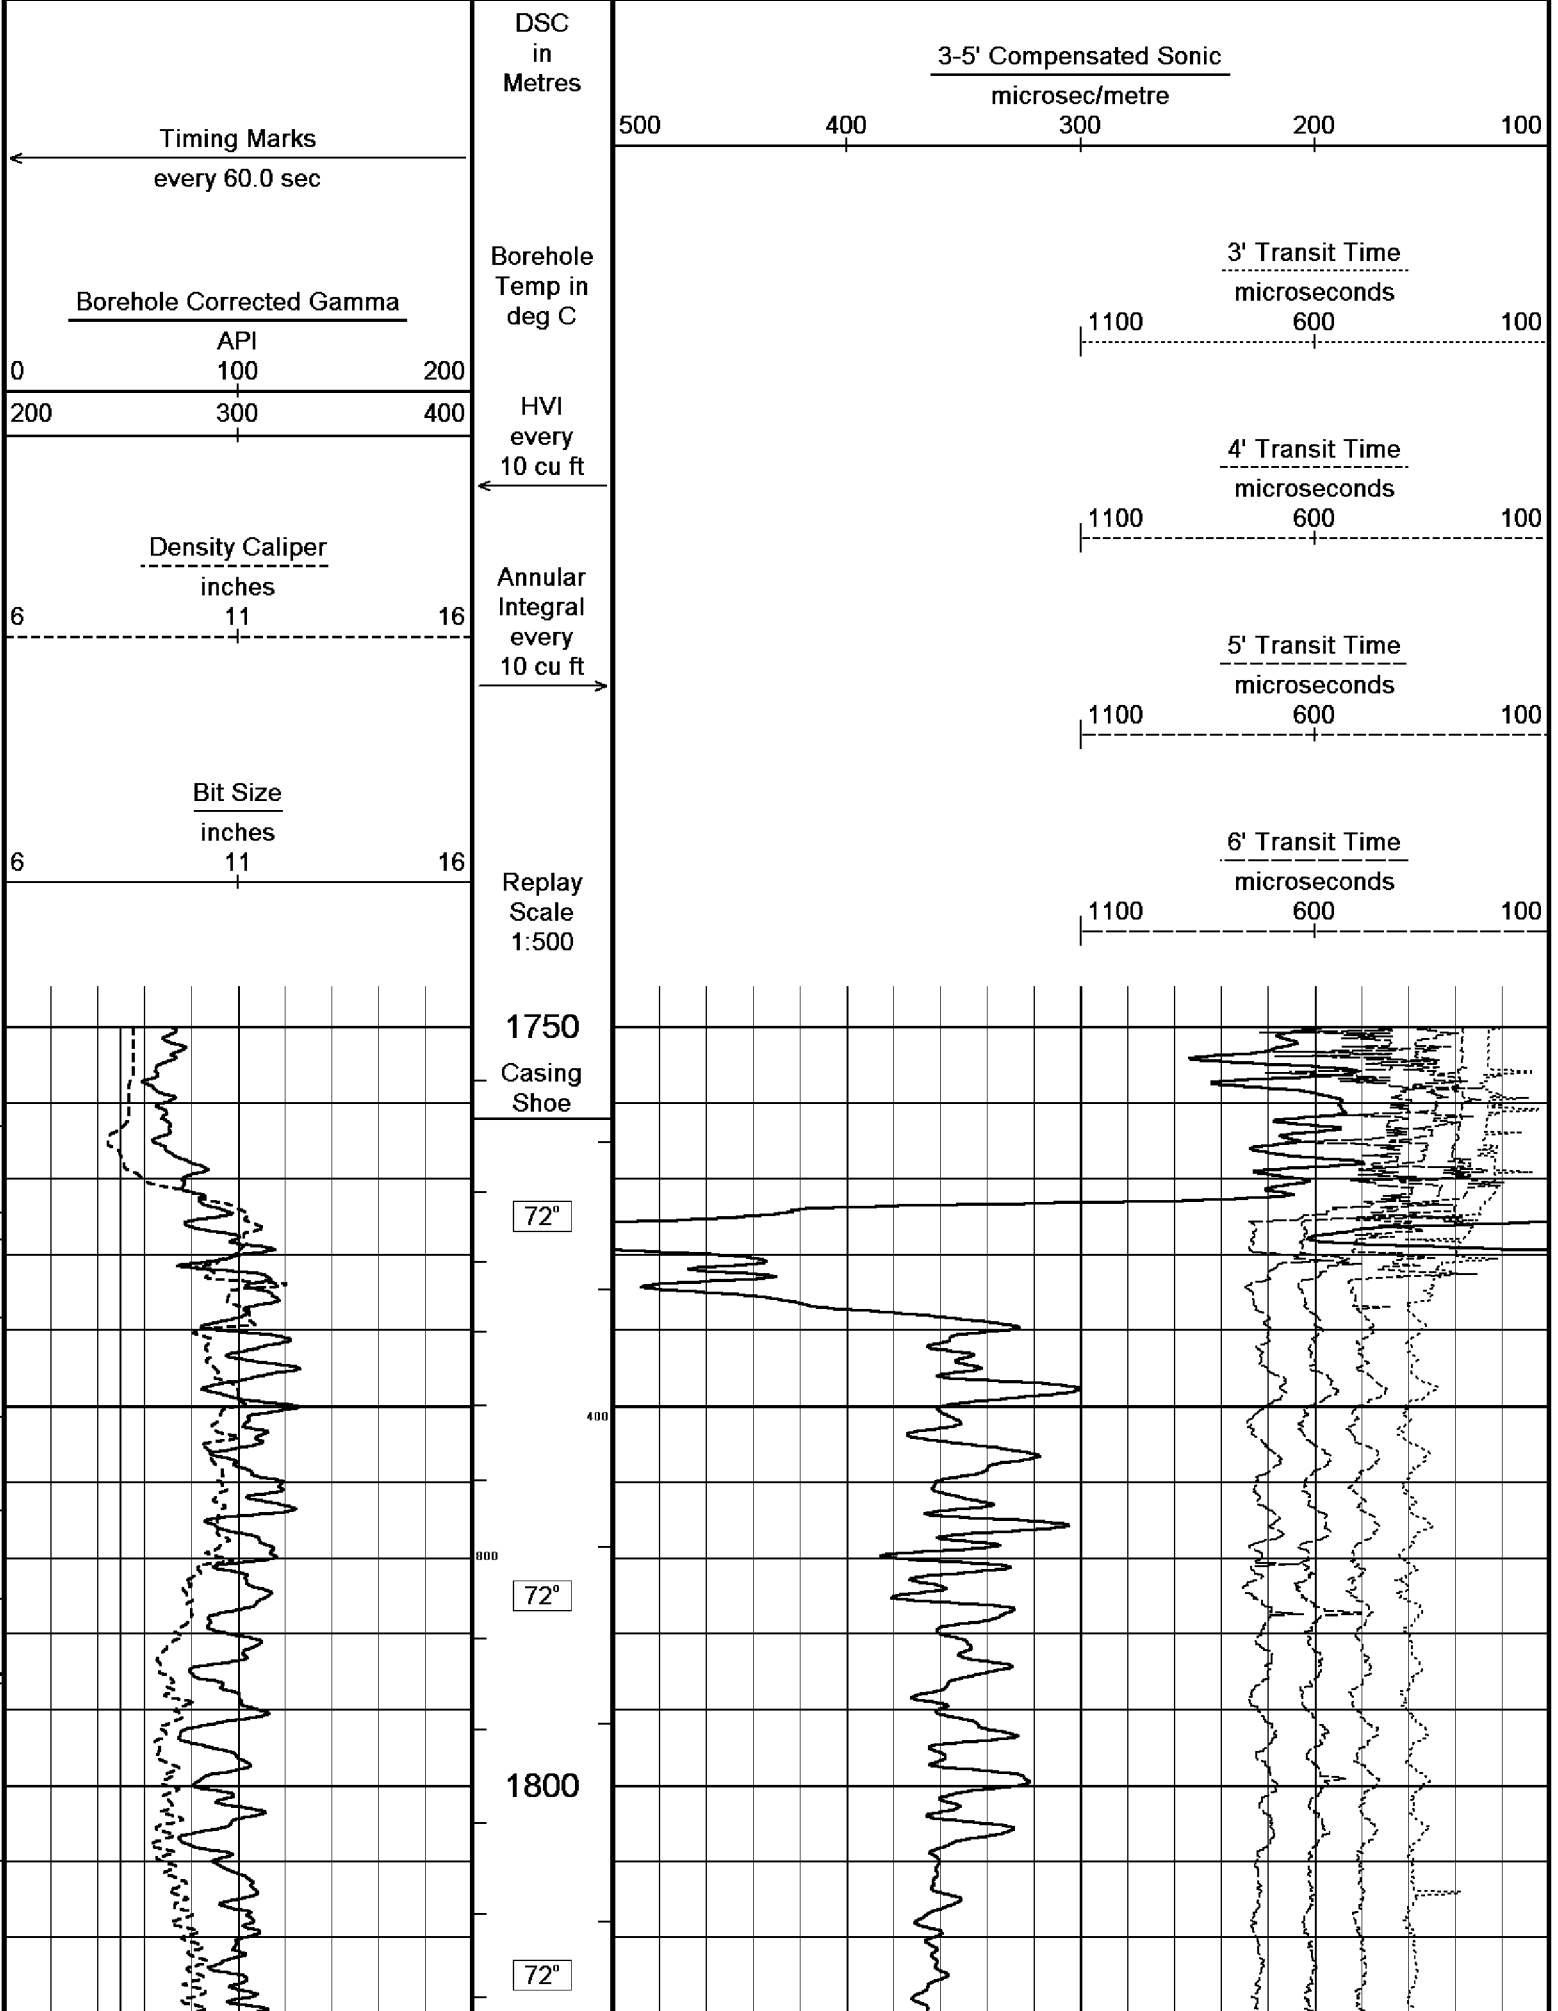 Timing Marks
every 60.0 sec
Borehole Corrected Gamma
API
0 100 200
200 300 400
Density Caliper
inches
6 11 16
Bit Size
inches
6 11 16
DSC
in
Metres
Borehole
Temp in
deg C
HVI
every
10 cu ft
Annular
Integral
every
10 cu ft
Replay
Scale
1:500
3-5' Compensated Sonic
microsec/metre
500 400 300 200 100
3' Transit Time
microseconds
1100 600 100
4' Transit Time
microseconds
1100 600 100
5' Transit Time
microseconds
1100 600 100
6' Transit Time
microseconds
1100 600 100
1750
Casing
Shoe
72°
400
800
72°
1800
72°